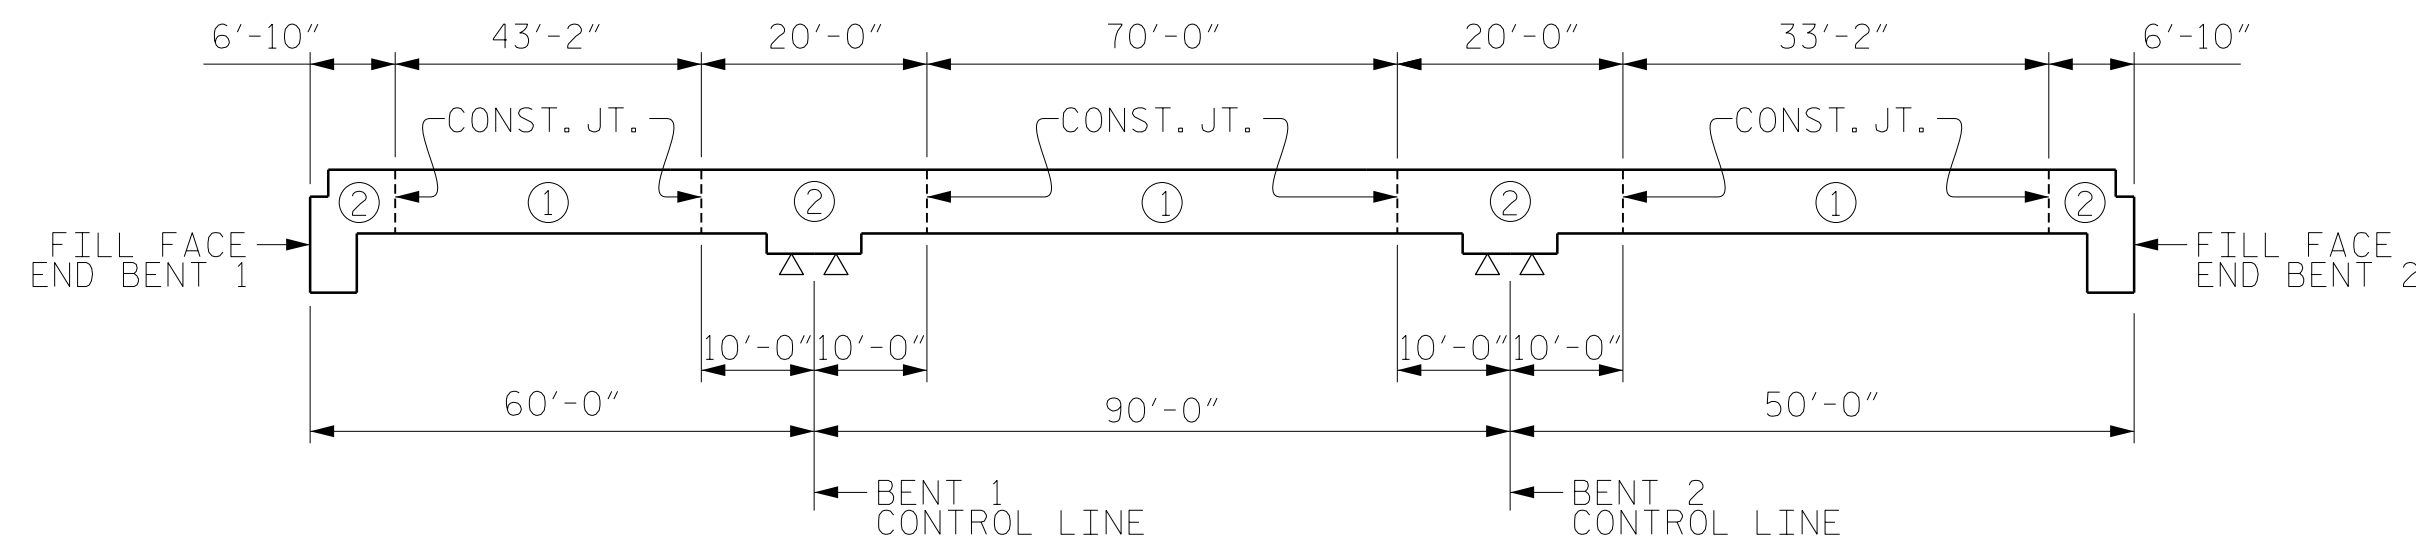 6'-10" 43'-2" 20'-0" 70'-0" 20'-0" 33'-2" 6'-10"
CONST. JT. CONST. JT. CONST. JT.
2 1 2 1 2 1 2
FILL FACE
END BENT 1
FILL FACE
END BENT 2
10'-0" 10'-0" 10'-0" 10'-0"
60'-0" 90'-0" 50'-0"
BENT 1
CONTROL LINE
BENT 2
CONTROL LINE